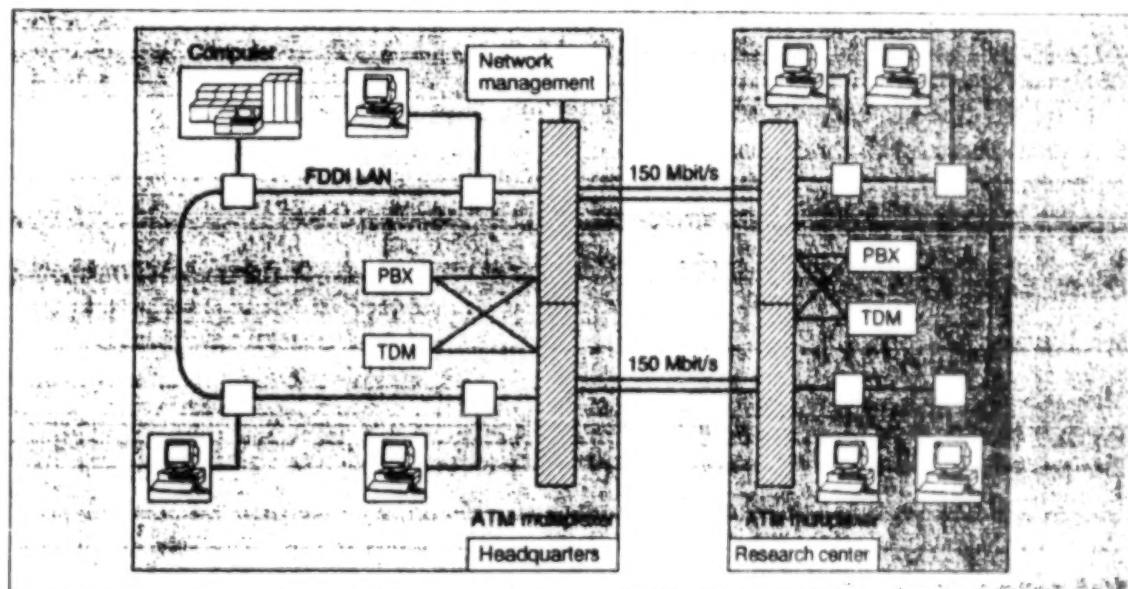 Computer
Network
management
FDDI LAN
150 Mbit/s
PBX
PBX
TDM
TDM
150 Mbit/s
ATM multiplexer
ATM multiplexer
Headquarters
Research center